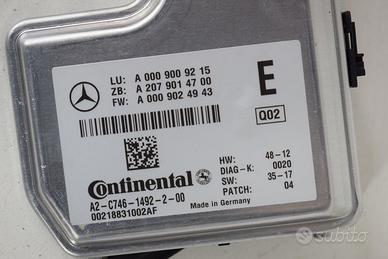 LU: A 000 900 92 15
ZB: A 207 901 47 00
FW: A 000 902 49 43
E
Q02
HW: 48-12
DIAG-K: 0020
SW: 35-17
PATCH: 04
Continental
A2-C746-1492-2-00
00218831002AF
Made in Germany
subito